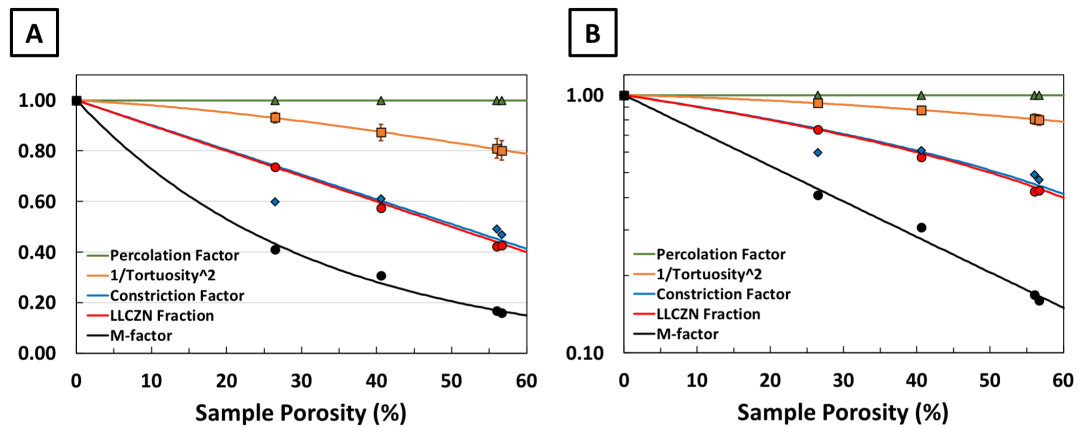 A
1.00
0.80
0.60
0.40
0.20
0.00
Percolation Factor
1/Tortuosity^2
Constriction Factor
LLCZN Fraction
M-factor
0 10 20 30 40 50 60
Sample Porosity (%)
B
1.00
0.10
Percolation Factor
1/Tortuosity^2
Constriction Factor
LLCZN Fraction
M-factor
0 10 20 30 40 50 60
Sample Porosity (%)